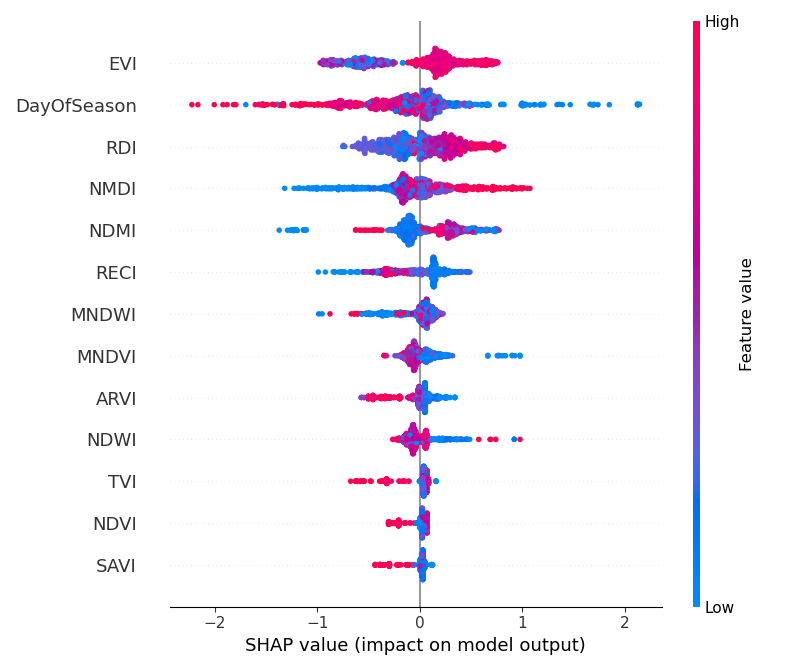 High
EVI
DayOfSeason
RDI
NMDI
NDMI
RECI
MNDWI
MNDVI
ARVI
NDWI
TVI
NDVI
SAVI
Feature value
Low
−2 −1 0 1 2
SHAP value (impact on model output)